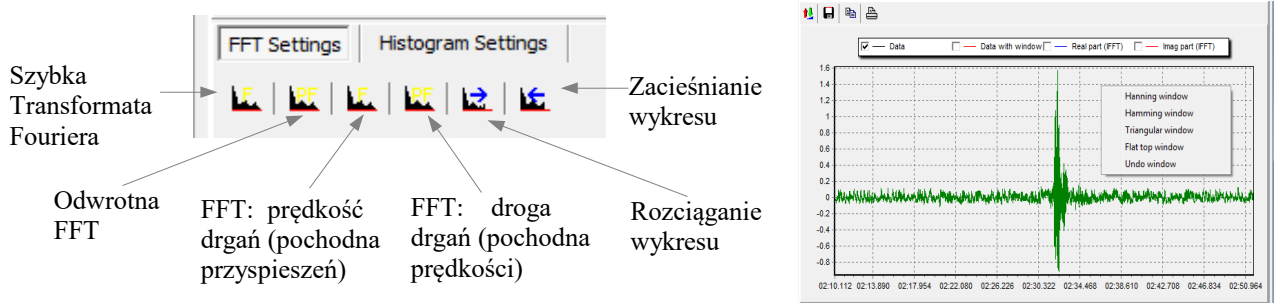 FFT Settings Histogram Settings
Szybka
Transformata
Fouriera
F PF F PF
Zacieśnianie
wykresu
Odwrotna
FFT
FFT: prędkość
drgań (pochodna
przyspieszeń)
FFT: droga
drgań (pochodna
prędkości)
Rozciąganie
wykresu
Data Data with window Real part (IFFT) Imag part (IFFT)
1.6
1.4
1.2
1
0.8
0.6
0.4
0.2
0
-0.2
-0.4
-0.6
-0.8
Hanning window
Hamming window
Triangular window
Flat top window
Undo window
02:10.112 02:13.890 02:17.954 02:22.080 02:26.226 02:30.322 02:34.468 02:38.610 02:42.708 02:46.834 02:50.964